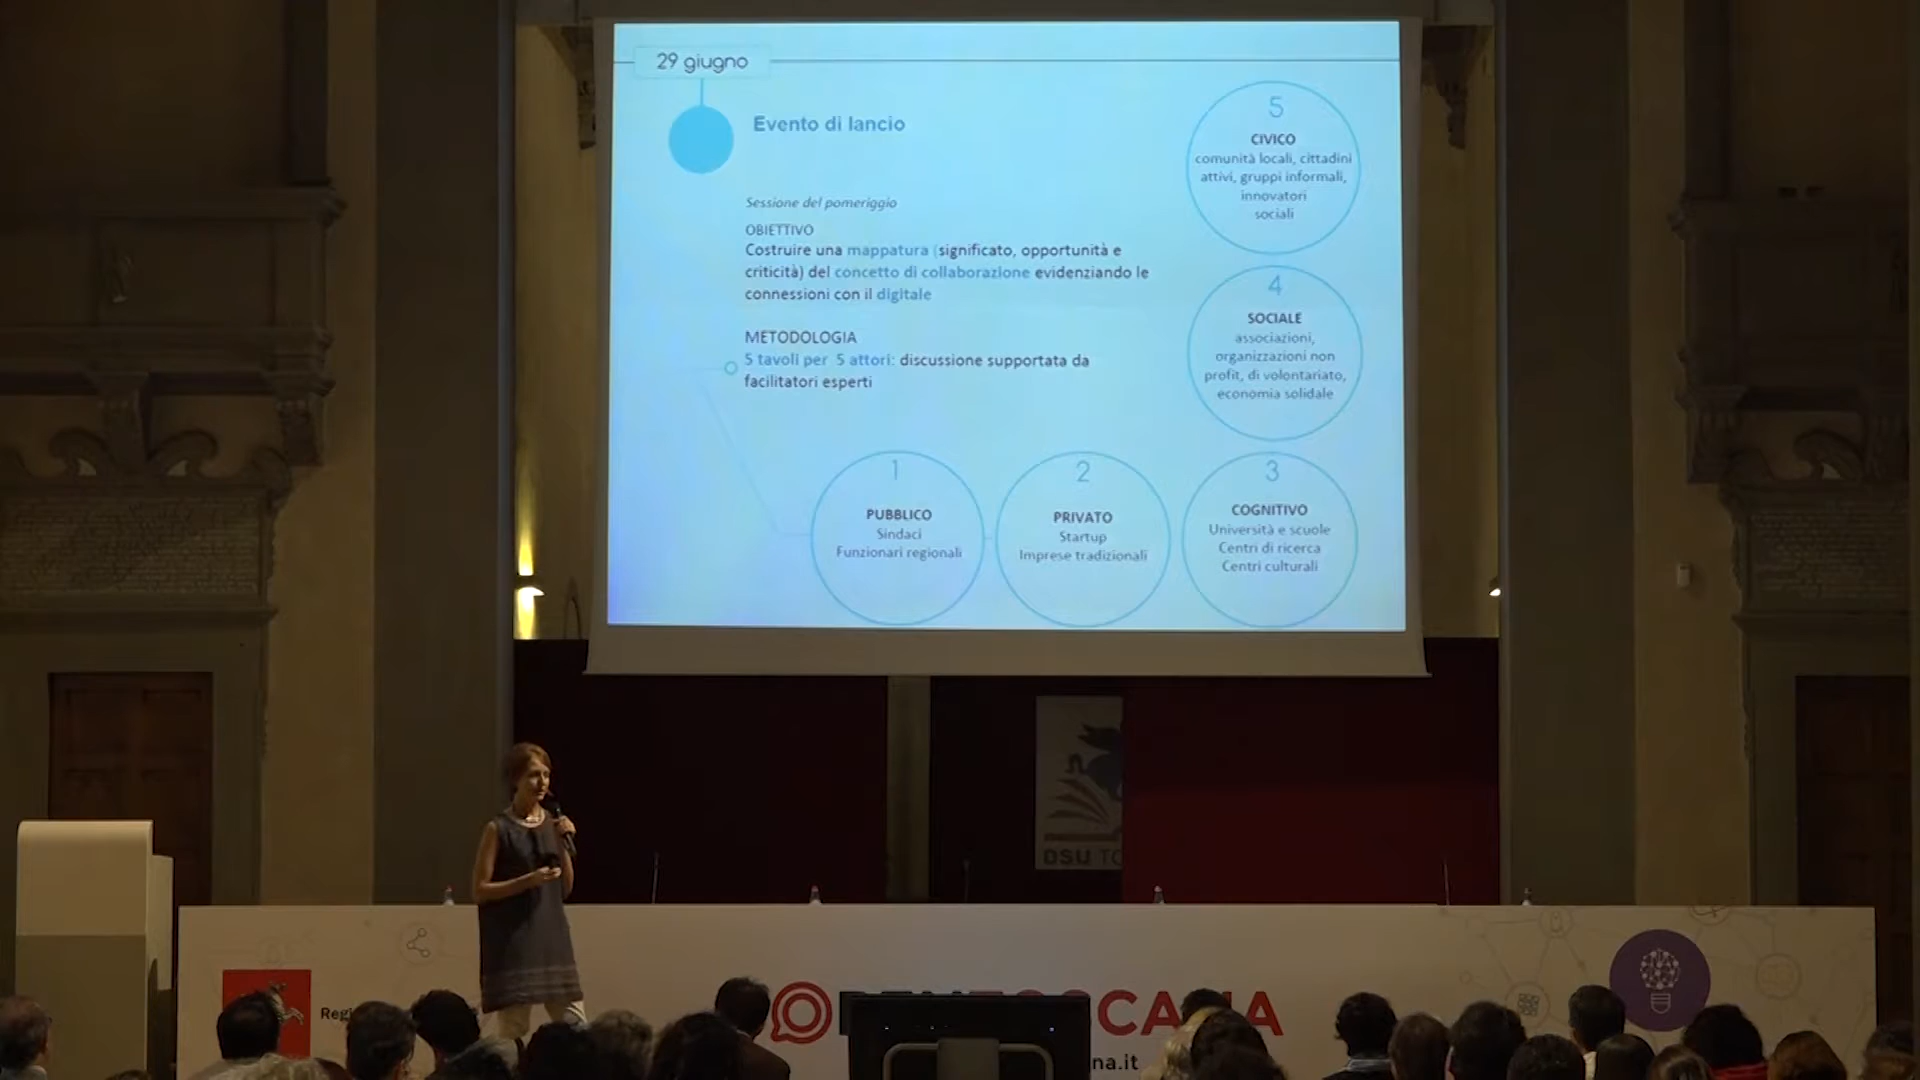 29 giugno
Evento di lancio
Sessione del pomeriggio
OBIETTIVO
Costruire una mappatura (significato, opportunità e
criticità) del concetto di collaborazione evidenziando le
connessioni con il digitale
METODOLOGIA
5 tavoli per 5 attori: discussione supportata da
facilitatori esperti
1
PUBBLICO
Sindaci
Funzionari regionali
2
PRIVATO
Startup
Imprese tradizionali
3
COGNITIVO
Università e scuole
Centri di ricerca
Centri culturali
4
SOCIALE
associazioni,
organizzazioni non
profit, di volontariato,
economia solidale
5
CIVICO
comunità locali, cittadini
attivi, gruppi informali,
innovatori
sociali
DSU TO
na.it